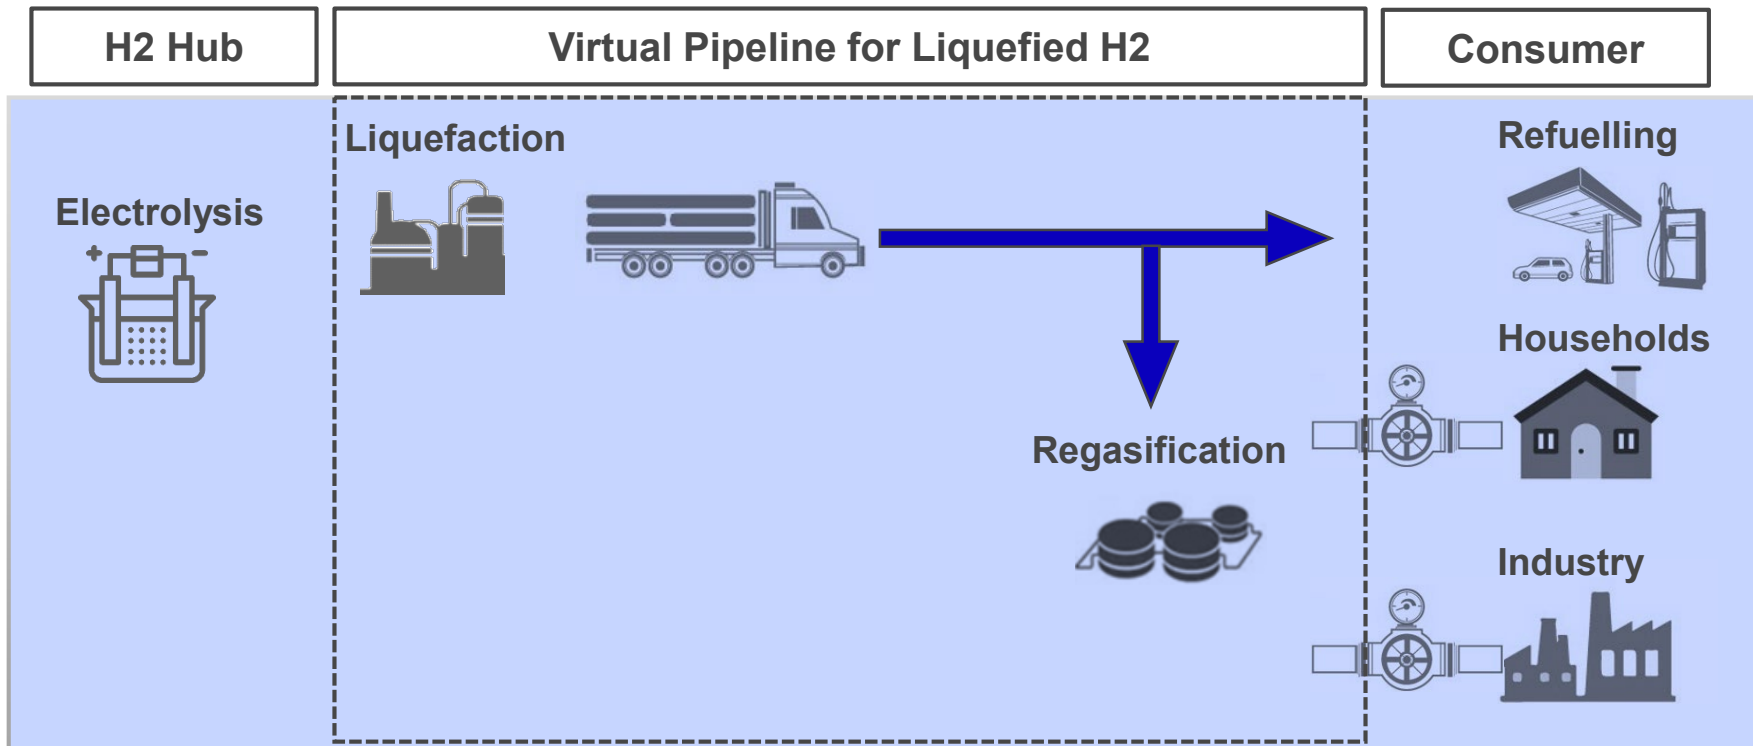 H2 Hub
Virtual Pipeline for Liquefied H2
Consumer
Liquefaction
Refuelling
Electrolysis
+ −
Households
Regasification
Industry